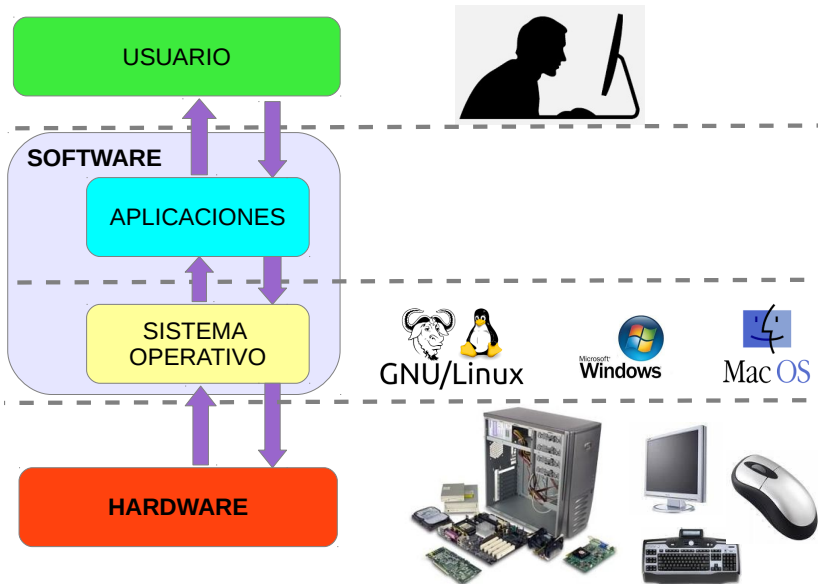 USUARIO
SOFTWARE
APLICACIONES
SISTEMA
OPERATIVO
GNU/Linux
Microsoft
Windows
Mac OS
HARDWARE